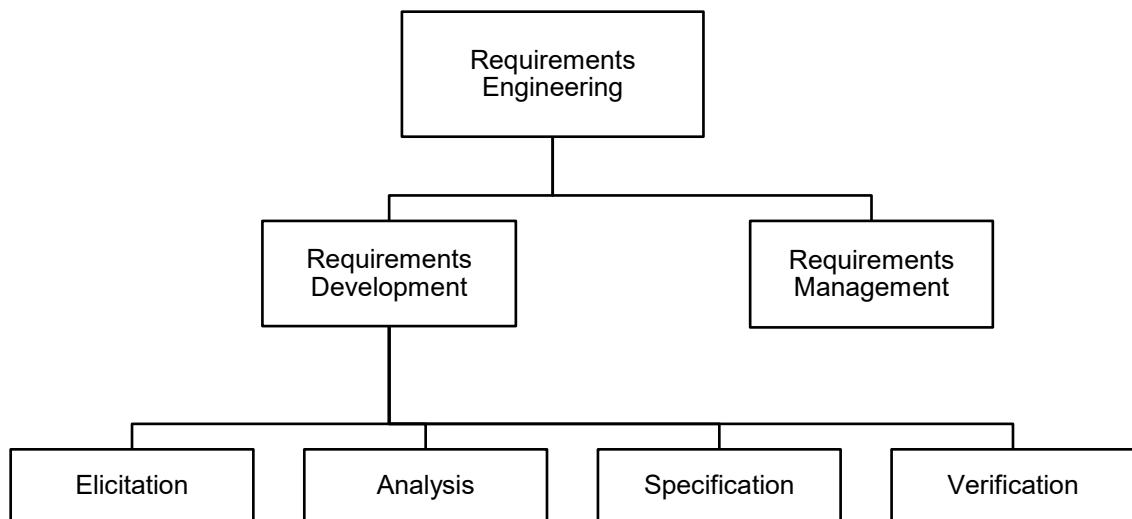 Requirements
Engineering
Requirements
Development
Requirements
Management
Elicitation
Analysis
Specification
Verification